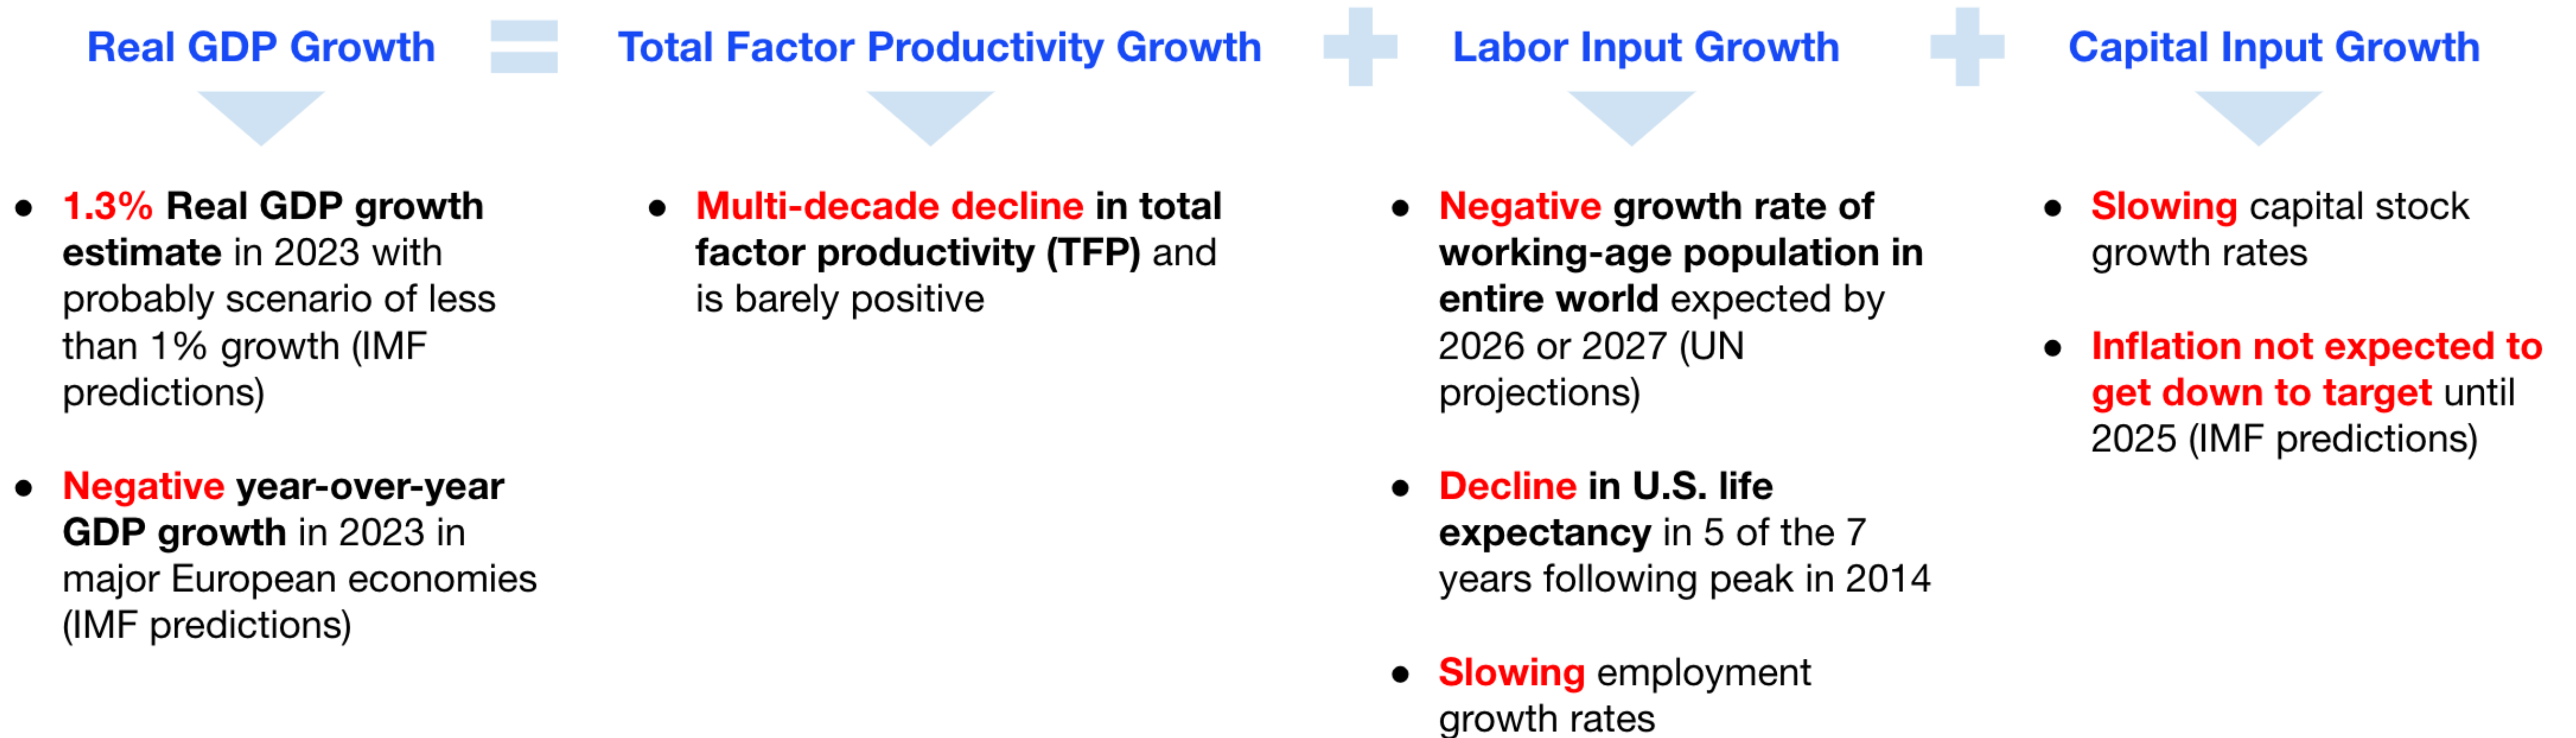 Real GDP Growth = Total Factor Productivity Growth + Labor Input Growth + Capital Input Growth
● 1.3% Real GDP growth
estimate in 2023 with
probably scenario of less
than 1% growth (IMF
predictions)
● Negative year-over-year
GDP growth in 2023 in
major European economies
(IMF predictions)
● Multi-decade decline in total
factor productivity (TFP) and
is barely positive
● Negative growth rate of
working-age population in
entire world expected by
2026 or 2027 (UN
projections)
● Decline in U.S. life
expectancy in 5 of the 7
years following peak in 2014
● Slowing employment
growth rates
● Slowing capital stock
growth rates
● Inflation not expected to
get down to target until
2025 (IMF predictions)